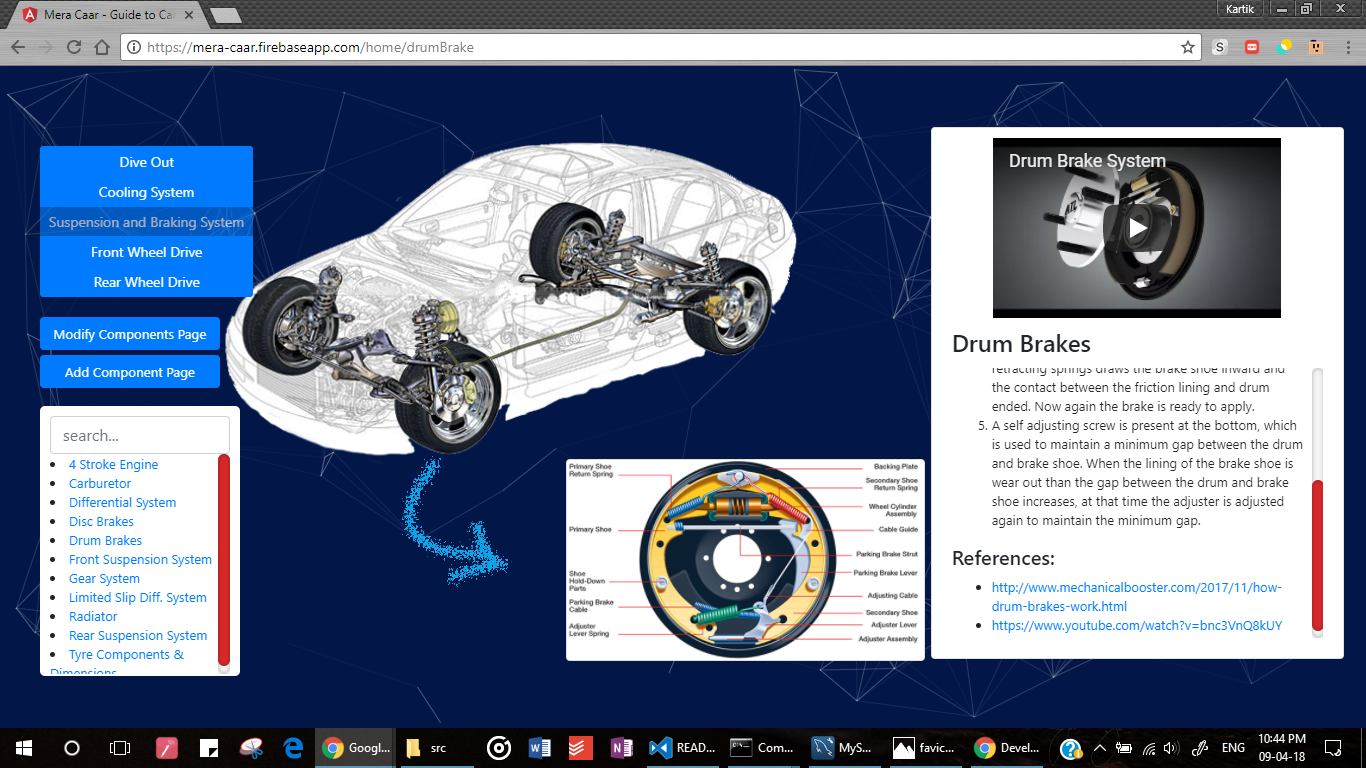 Mera Caar - Guide to Ca
Kartik
https://mera-caar.firebaseapp.com/home/drumBrake
S
Dive Out
Cooling System
Suspension and Braking System
Front Wheel Drive
Rear Wheel Drive
Modify Components Page
Add Component Page
search...
4 Stroke Engine
Carburetor
Differential System
Disc Brakes
Drum Brakes
Front Suspension System
Gear System
Limited Slip Diff. System
Radiator
Rear Suspension System
Tyre Components &
Dimensions
Primary Shoe
Return Spring
Primary Shoe
Shoe
Hold-Down
Parts
Parking Brake
Cable
Adjuster
Lever Spring
Backing Plate
Secondary Shoe
Return Spring
Wheel Cylinder
Assembly
Cable Guide
Parking Brake Strut
Parking Brake Lever
Adjusting Cable
Secondary Shoe
Adjuster Lever
Adjuster Assembly
Drum Brake System
Drum Brakes
retracting springs draws the brake shoe inward and
the contact between the friction lining and drum
ended. Now again the brake is ready to apply.
5. A self adjusting screw is present at the bottom, which
is used to maintain a minimum gap between the drum
and brake shoe. When the lining of the brake shoe is
wear out than the gap between the drum and brake
shoe increases, at that time the adjuster is adjusted
again to maintain the minimum gap.
References:
http://www.mechanicalbooster.com/2017/11/how-
drum-brakes-work.html
https://www.youtube.com/watch?v=bnc3VnQ8kUY
Googl...
src
READ...
Com...
MyS...
favic...
Devel...
ENG
10:44 PM
09-04-18